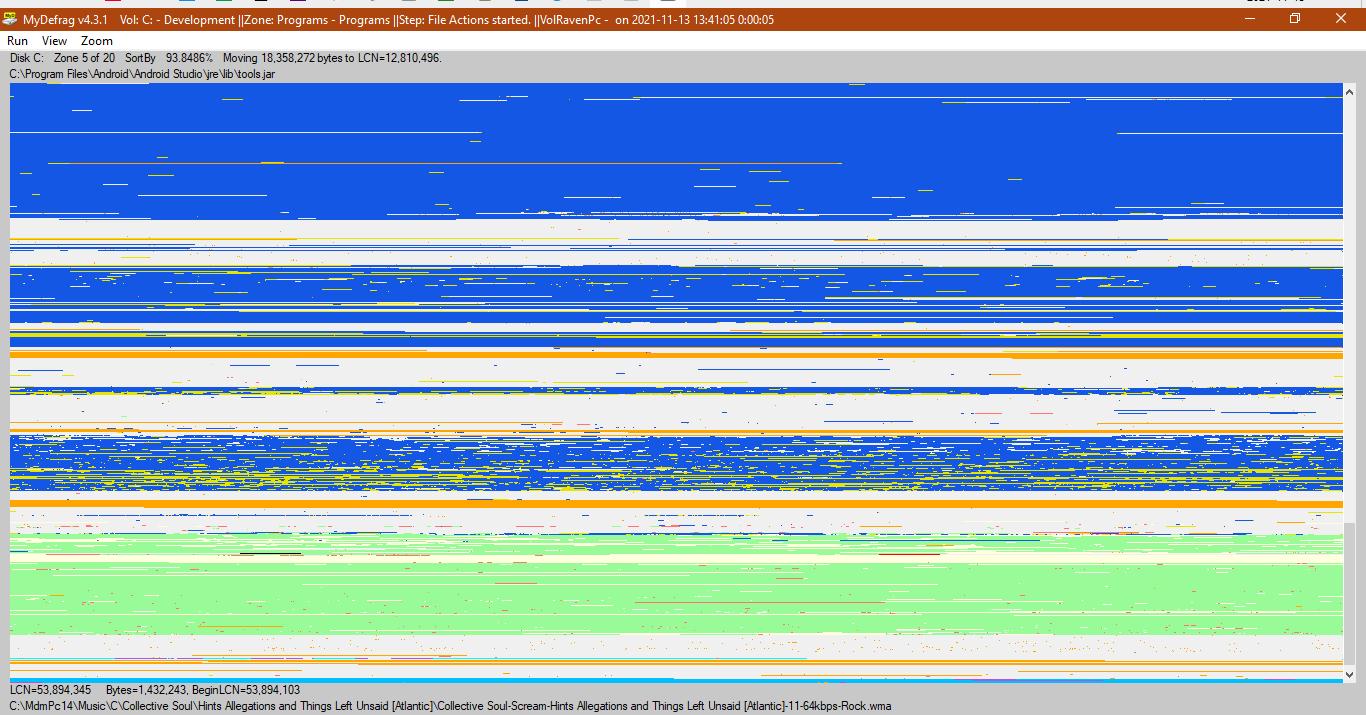 MyDefrag v4.3.1    Vol: C: - Development ||Zone: Programs - Programs ||Step: File Actions started. ||VolRavenPc -  on 2021-11-13 13:41:05 0:00:05
Run   View   Zoom
Disk C:    Zone 5 of 20    SortBy    93.8486%    Moving 18,358,272 bytes to LCN=12,810,496.
C:\Program Files\Android\Android Studio\jre\lib\tools.jar
LCN=53,894,345     Bytes=1,432,243, BeginLCN=53,894,103
C:\MdmPc14\Music\C\Collective Soul\Hints Allegations and Things Left Unsaid [Atlantic]\Collective Soul-Scream-Hints Allegations and Things Left Unsaid [Atlantic]-11-64kbps-Rock.wma